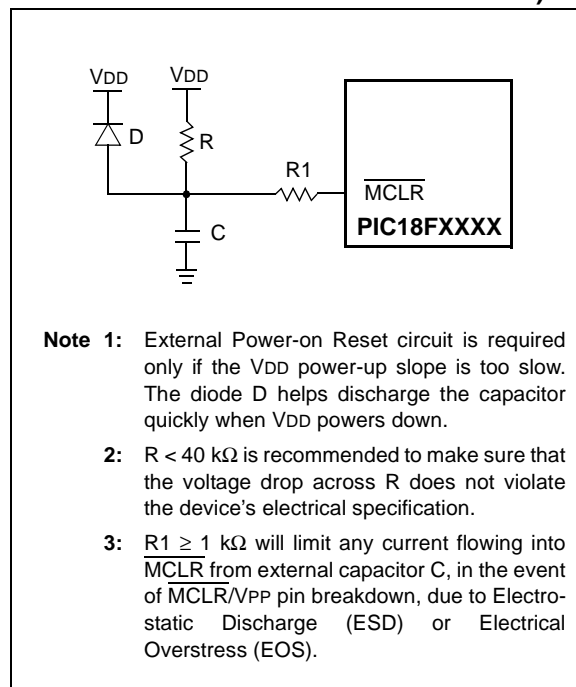 VDD VDD
D
R
R1
MCLR
PIC18FXXXX
C
Note 1: External Power-on Reset circuit is required
only if the VDD power-up slope is too slow.
The diode D helps discharge the capacitor
quickly when VDD powers down.
2: R < 40 kΩ is recommended to make sure that
the voltage drop across R does not violate
the device's electrical specification.
3: R1 ≥ 1 kΩ will limit any current flowing into
MCLR from external capacitor C, in the event
of MCLR/VPP pin breakdown, due to Electro-
static Discharge (ESD) or Electrical
Overstress (EOS).